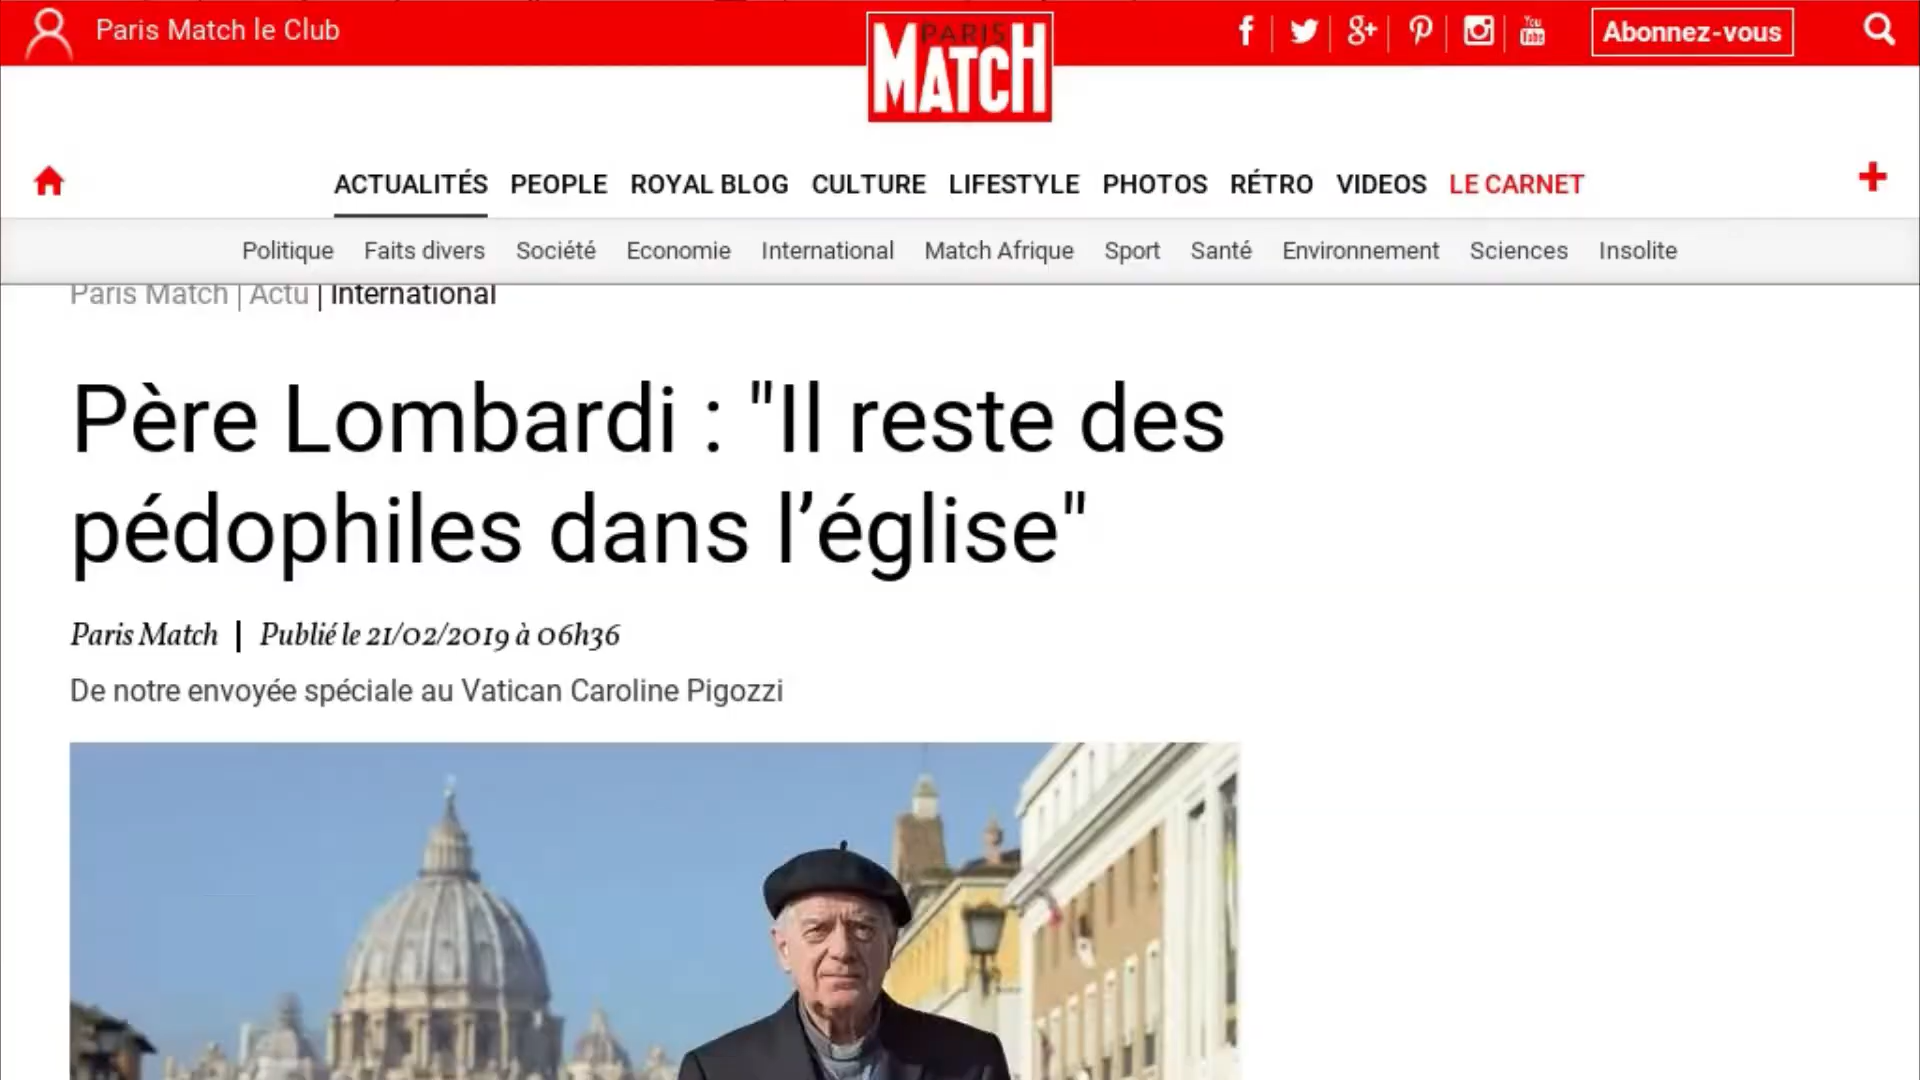 Paris Match le Club
You
Tube
Abonnez-vous
PARIS
MATCH
ACTUALITÉS PEOPLE ROYAL BLOG CULTURE LIFESTYLE PHOTOS RÉTRO VIDEOS LE CARNET
Politique Faits divers Société Economie International Match Afrique Sport Santé Environnement Sciences Insolite
Paris Match | Actu | International
Père Lombardi : "Il reste des
pédophiles dans l’église"
Paris Match | Publié le 21/02/2019 à 06h36
De notre envoyée spéciale au Vatican Caroline Pigozzi